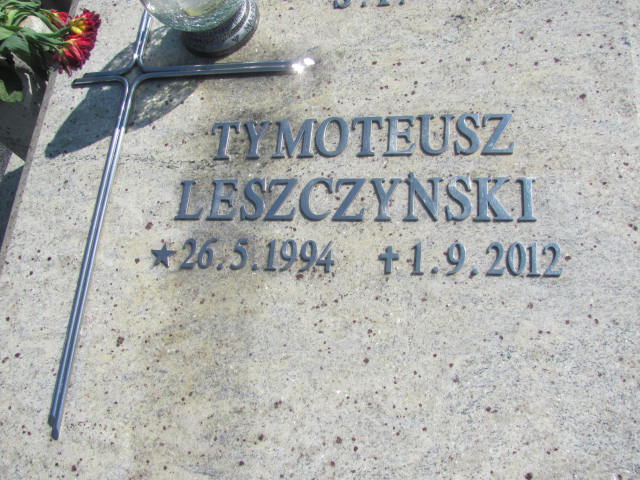 Ś.P.
TYMOTEUSZ
LESZCZYŃSKI
★26.5.1994 ✝1.9.2012